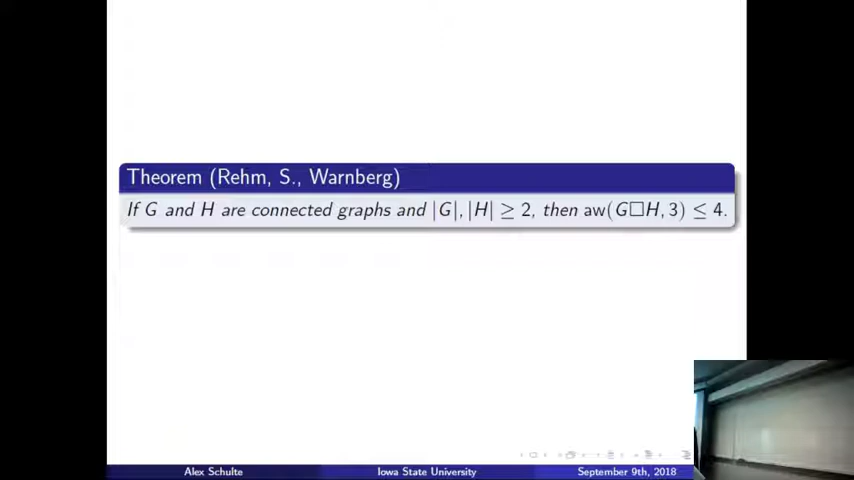 Theorem (Rehm, S., Warnberg)
If G and H are connected graphs and |G|, |H| ≥ 2, then aw(G□H, 3) ≤ 4.
Alex Schulte Iowa State University September 9th, 2018